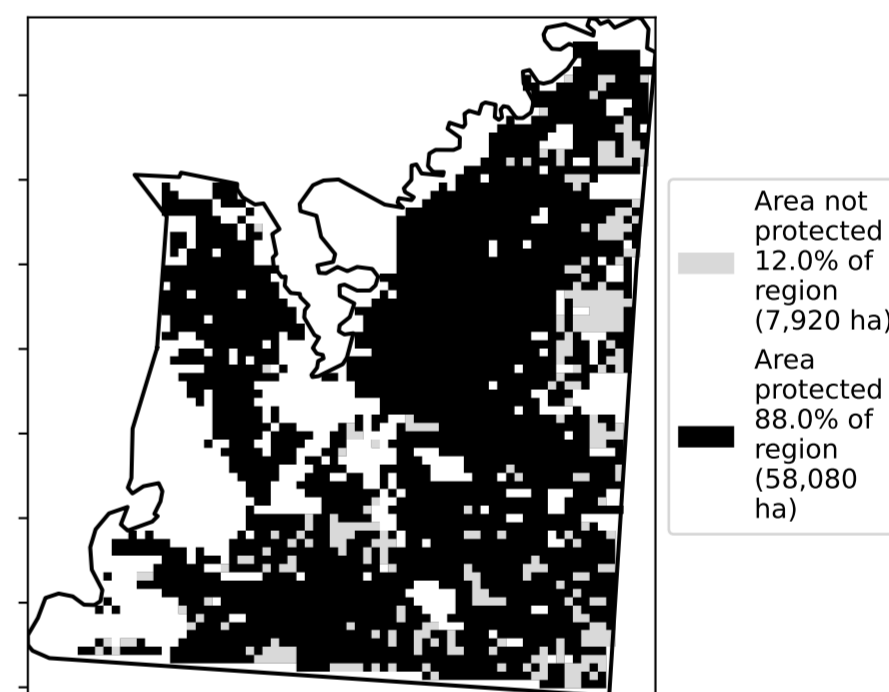 Area not
protected
12.0% of
region
(7,920 ha)
Area
protected
88.0% of
region
(58,080
ha)